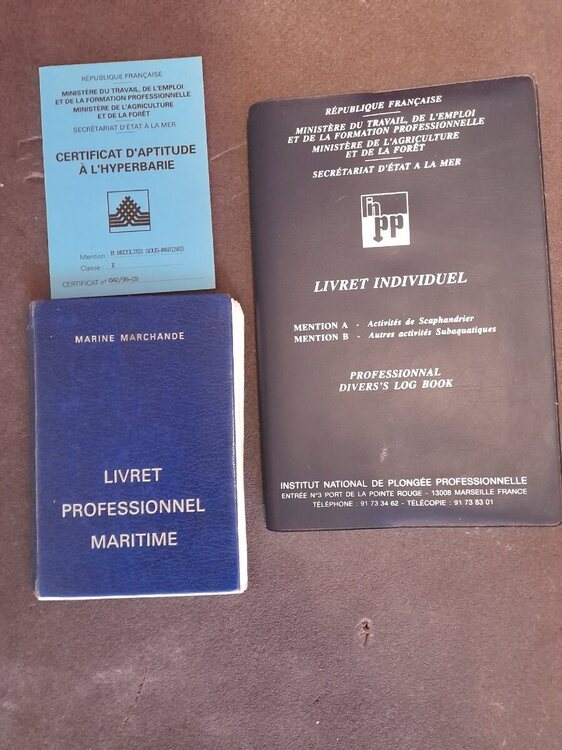 RÉPUBLIQUE FRANÇAISE
MINISTÈRE DU TRAVAIL, DE L'EMPLOI
ET DE LA FORMATION PROFESSIONNELLE
MINISTÈRE DE L'AGRICULTURE
ET DE LA FORÊT
SECRÉTARIAT D'ÉTAT A LA MER
CERTIFICAT D'APTITUDE
À L'HYPERBARIE
Mention : B RECOLTES SOUS-MARINES
Classe : I
CERTIFICAT n°
MARINE MARCHANDE
LIVRET
PROFESSIONNEL
MARITIME
RÉPUBLIQUE FRANÇAISE
MINISTÈRE DU TRAVAIL, DE L'EMPLOI
ET DE LA FORMATION PROFESSIONNELLE
MINISTÈRE DE L'AGRICULTURE
ET DE LA FORÊT
SECRÉTARIAT D'ÉTAT A LA MER
inpp
LIVRET INDIVIDUEL
MENTION A - Activités de Scaphandrier
MENTION B - Autres activités Subaquatiques
PROFESSIONNAL
DIVERS'S LOG BOOK
INSTITUT NATIONAL DE PLONGÉE PROFESSIONNELLE
ENTRÉE N°3 PORT DE LA POINTE ROUGE - 13008 MARSEILLE FRANCE
TÉLÉPHONE : 91 73 34 62 - TÉLÉCOPIE : 91 73 83 01